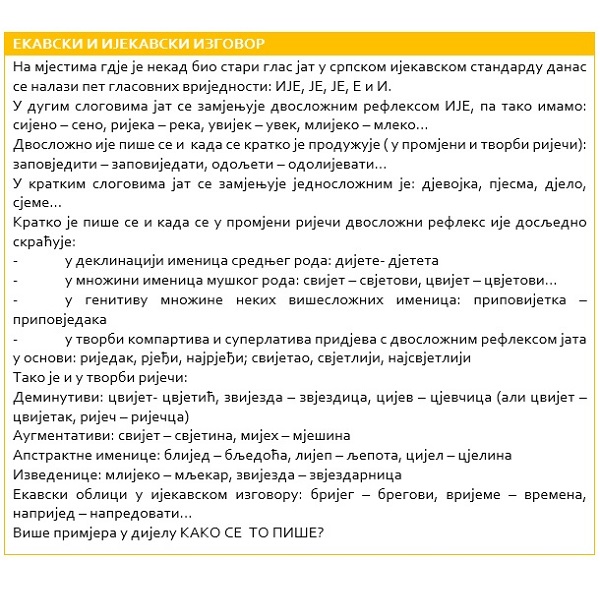 ЕКАВСКИ И ИЈЕКАВСКИ ИЗГОВОР
На мјестима гдје је некад био стари глас јат у српском ијекавском стандарду данас
се налази пет гласовних вриједности: ИЈЕ, ЈЕ, ЈЕ, Е и И.
У дугим слоговима јат се замјењује двосложним рефлексом ИЈЕ, па тако имамо:
сијено – сено, ријека – река, увијек – увек, млијеко – млеко…
Двосложно ије пише се и када се кратко је продужује ( у промјени и творби ријечи):
заповједити – заповиједати, одољети – одолијевати…
У кратким слоговима јат се замјењује једносложним је: дјевојка, пјесма, дјело,
сјеме…
Кратко је пише се и када се у промјени ријечи двосложни рефлекс ије досљедно
скраћује:
- у деклинацији именица средњег рода: дијете- дјетета
- у множини именица мушког рода: свијет – свјетови, цвијет – цвјетови…
- у генитиву множине неких вишесложних именица: приповијетка –
приповједака
- у творби компартива и суперлатива придјева с двосложним рефлексом јата
у основи: риједак, рјеђи, најрјеђи; свијетао, свјетлији, најсвјетлији
Тако је и у творби ријечи:
Деминутиви: цвијет- цвјетић, звијезда – звјездица, цијев – цјевчица (али цвијет –
цвијетак, ријеч – ријечца)
Аугментативи: свијет – свјетина, мијех – мјешина
Апстрактне именице: блијед – бљедоћа, лијеп – љепота, цијел – цјелина
Изведенице: млијеко – мљекар, звијезда – звјездарница
Екавски облици у ијекавском изговору: бријег – брегови, вријеме – времена,
напријед – напредовати…
Више примјера у дијелу КАКО СЕ ТО ПИШЕ?